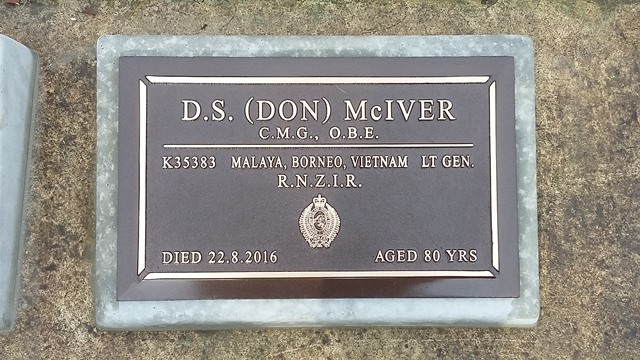 D.S. (DON) McIVER
C.M.G., O.B.E.
K35383 MALAYA, BORNEO, VIETNAM LT GEN.
R.N.Z.I.R.
DIED 22.8.2016 AGED 80 YRS